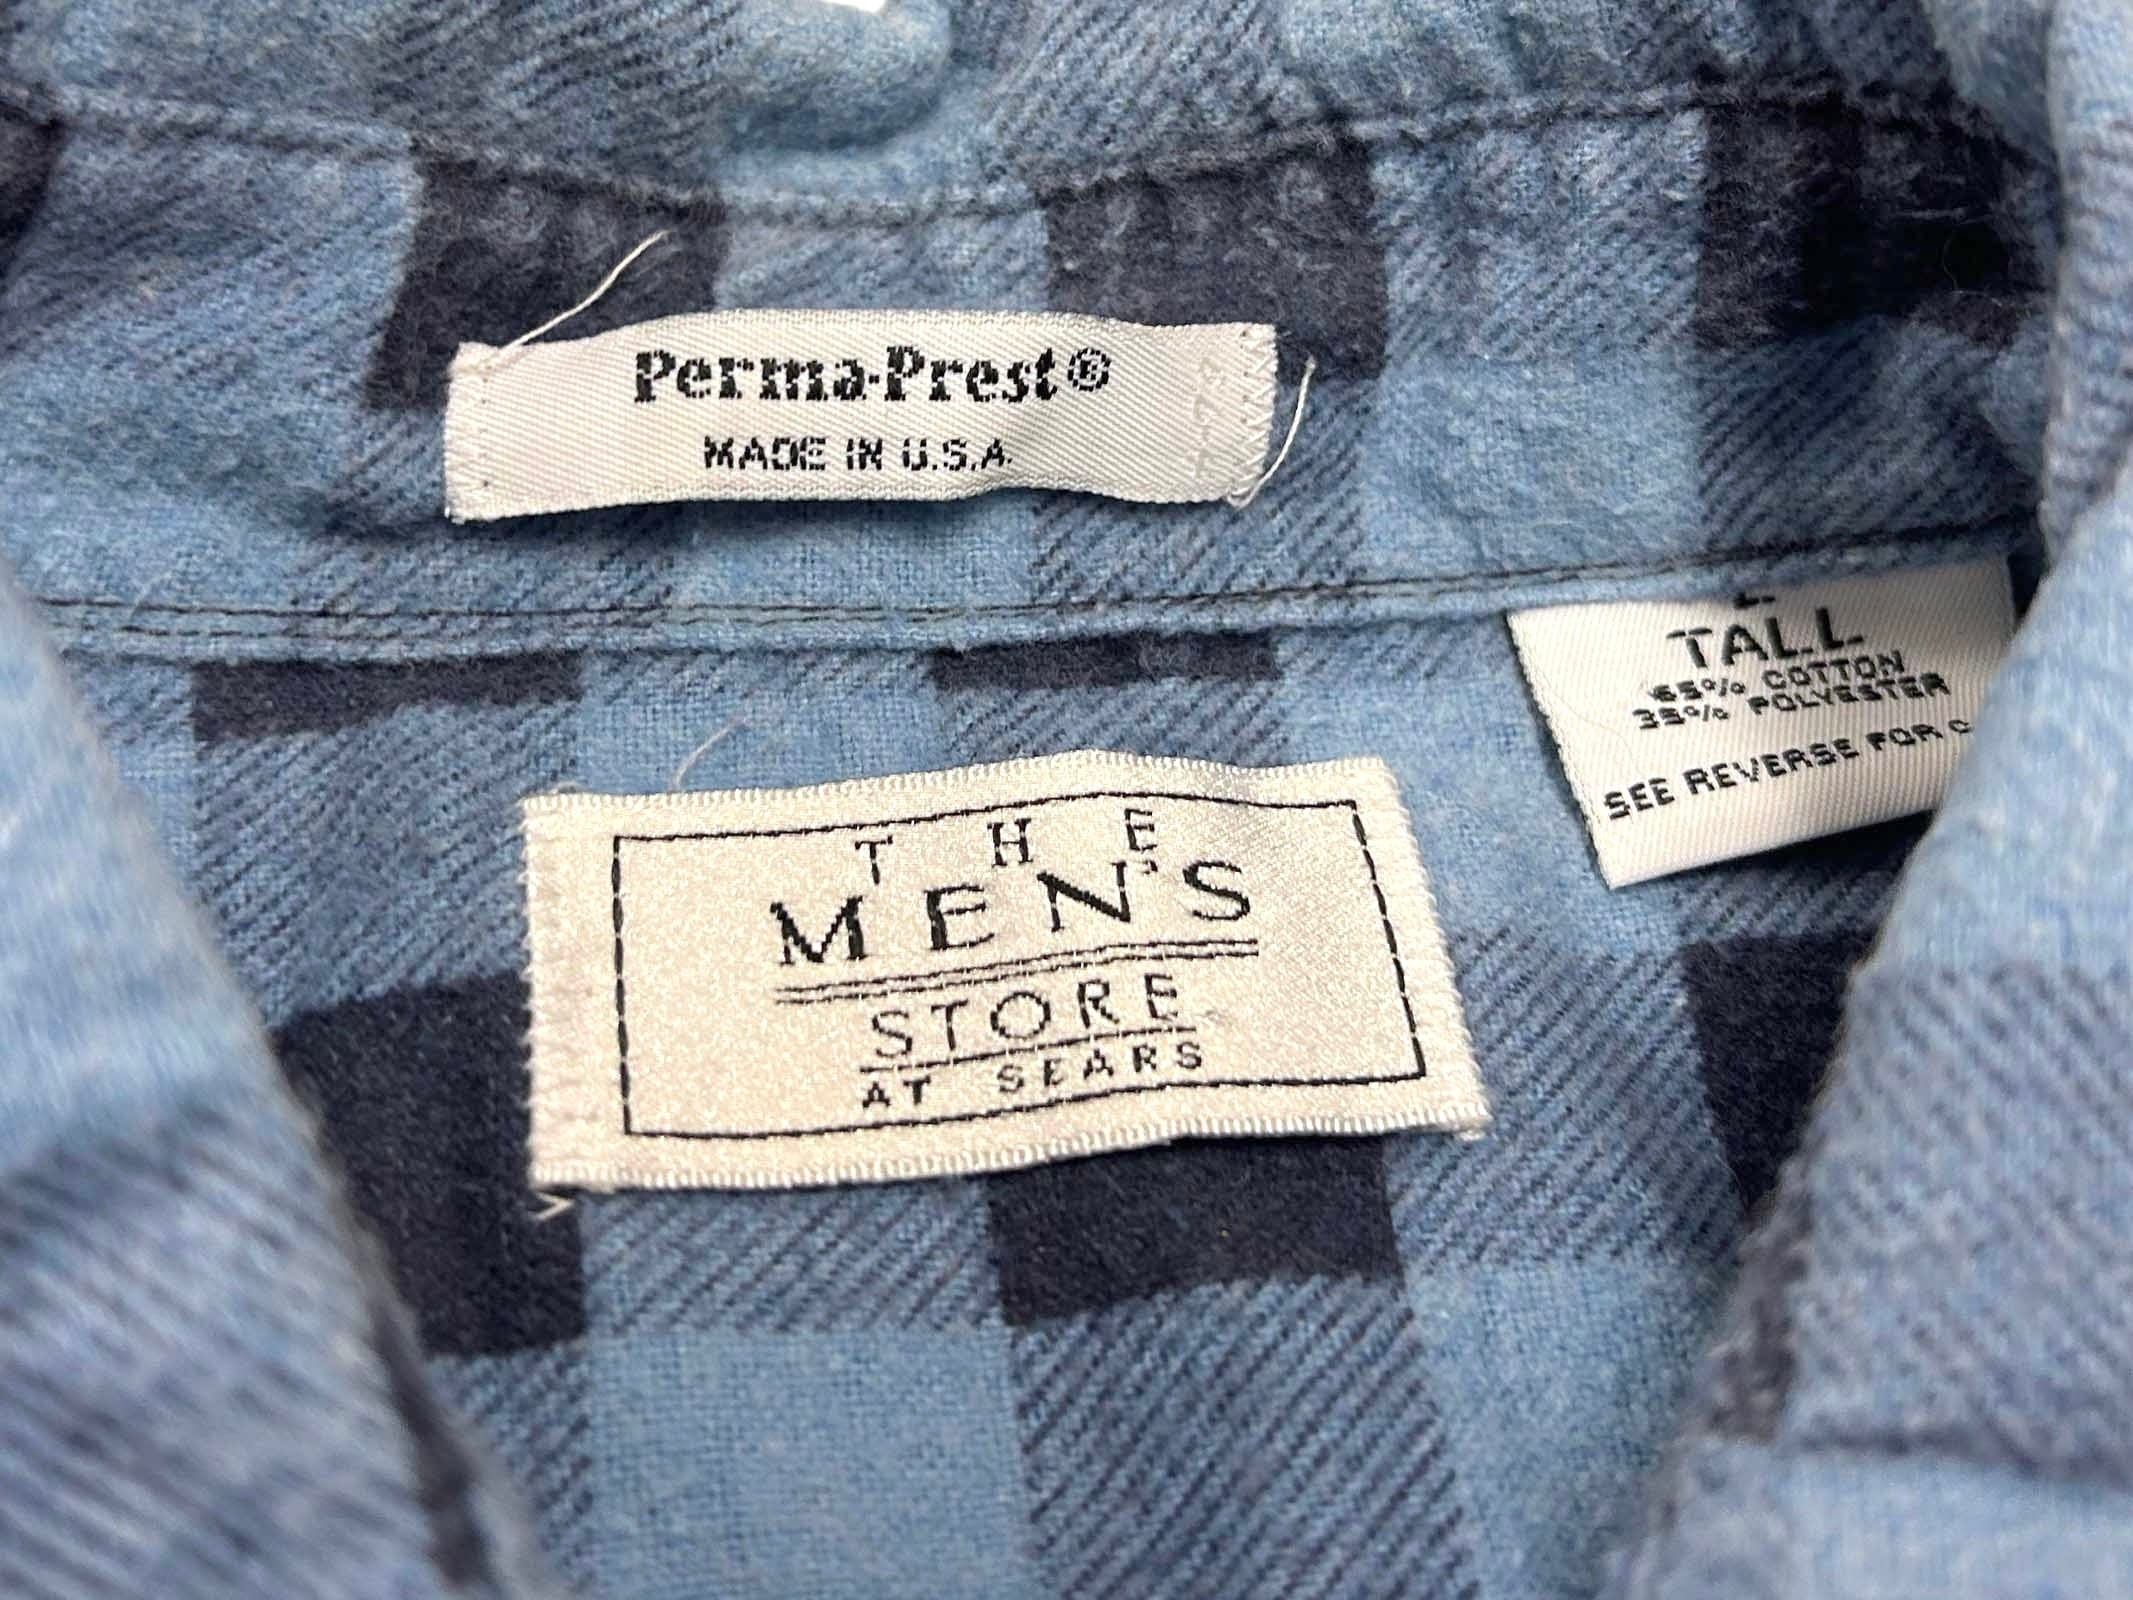 Perma-Prest®
MADE IN U.S.A.
TALL
65% COTTON
35% POLYESTER
SEE REVERSE FOR
THE
MEN'S
STORE
AT SEARS